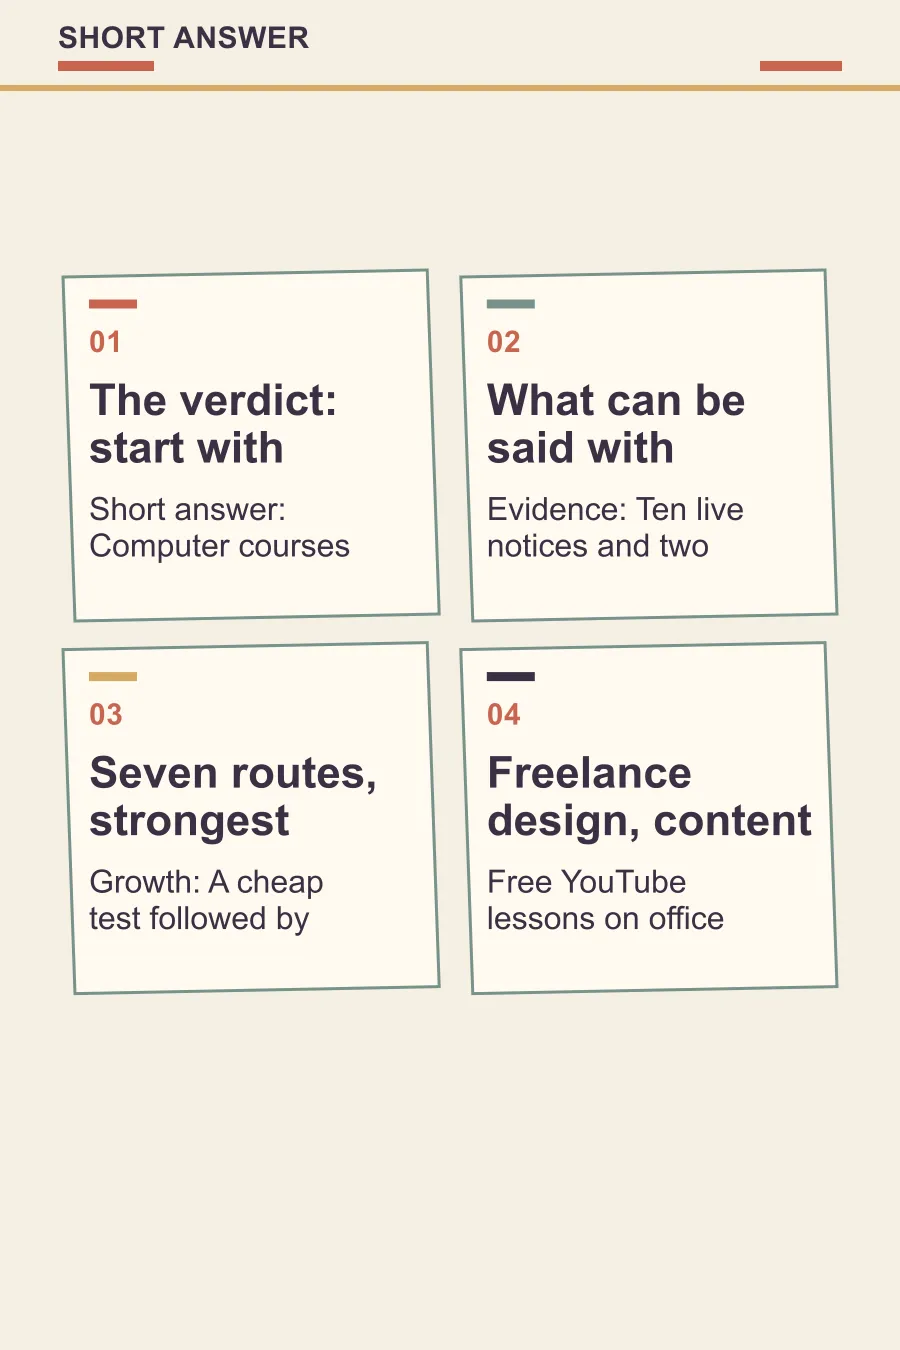 SHORT ANSWER
01
The verdict:
start with
Short answer:
Computer courses
02
What can be
said with
Evidence: Ten live
notices and two
03
Seven routes,
strongest
Growth: A cheap
test followed by
04
Freelance
design, content
Free YouTube
lessons on office